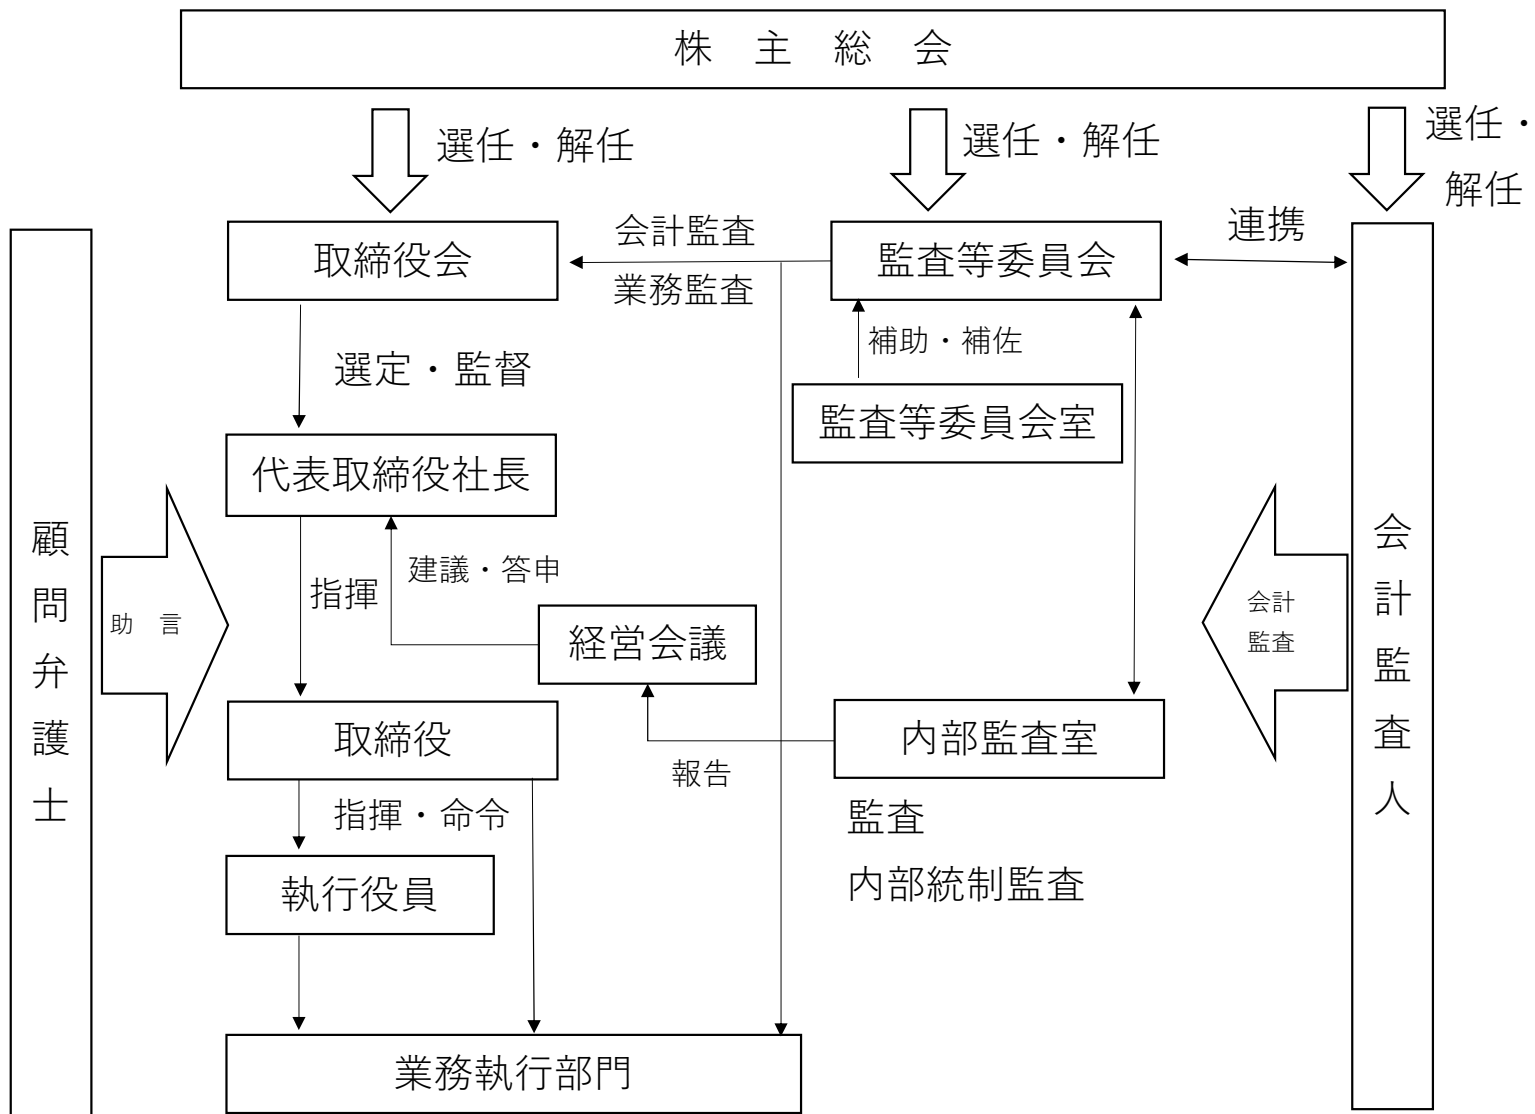 株　主　総　会
選任・解任
選任・解任
選任・
解任
取締役会
会計監査
業務監査
監査等委員会
連携
補助・補佐
選定・監督
監査等委員会室
代表取締役社長
顧問弁護士
助　言
指揮
建議・答申
経営会議
会計
監査
会計監査人
取締役
報告
内部監査室
監査
内部統制監査
指揮・命令
執行役員
業務執行部門